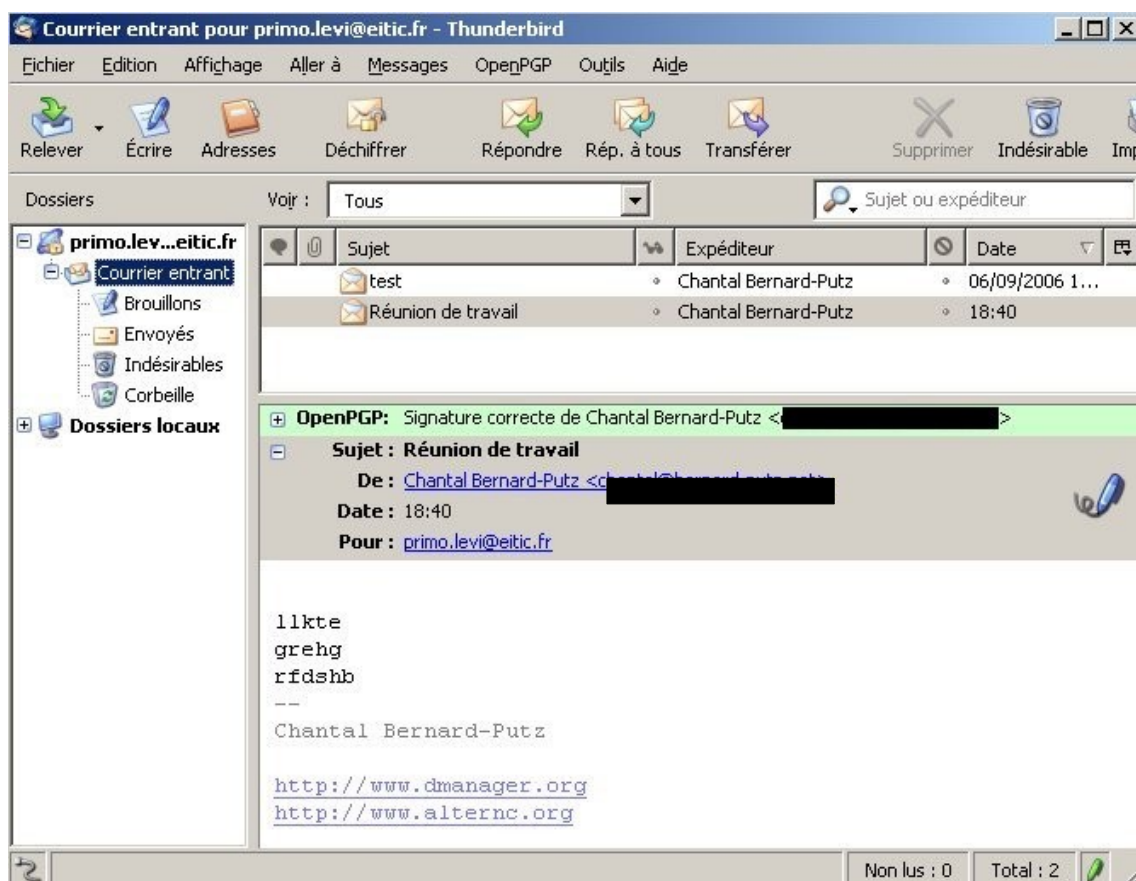 Courrier entrant pour primo.levi@eitic.fr - Thunderbird
Fichier Edition Affichage Aller à Messages OpenPGP Outils Aide
Relever Écrire Adresses Déchiffrer Répondre Rép. à tous Transférer Supprimer Indésirable Imp
Dossiers Voir : Tous Sujet ou expéditeur
primo.lev...eitic.fr
Courrier entrant
Brouillons
Envoyés
Indésirables
Corbeille
Dossiers locaux
Sujet Expéditeur Date
test Chantal Bernard-Putz 06/09/2006 1...
Réunion de travail Chantal Bernard-Putz 18:40
OpenPGP: Signature correcte de Chantal Bernard-Putz < >
Sujet : Réunion de travail
De : Chantal Bernard-Putz <
Date : 18:40
Pour : primo.levi@eitic.fr
llkte
grehg
rfdshb
--
Chantal Bernard-Putz
http://www.dmanager.org
http://www.alternc.org
Non lus : 0 Total : 2